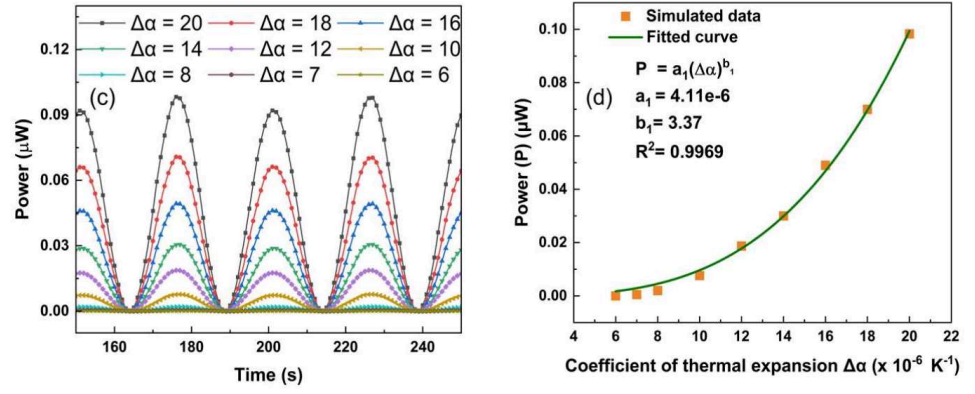 Δα = 20 Δα = 18 Δα = 16
Δα = 14 Δα = 12 Δα = 10
Δα = 8 Δα = 7 Δα = 6
(c)
0.12
0.09
0.06
0.03
0.00
Power (μW)
160 180 200 220 240
Time (s)
Simulated data
Fitted curve
P = a₁(Δα)ᵇ₁
a₁ = 4.11e-6
b₁= 3.37
R²= 0.9969
(d)
0.10
0.08
0.06
0.04
0.02
0.00
Power (P) (μW)
4 6 8 10 12 14 16 18 20 22
Coefficient of thermal expansion Δα (x 10⁻⁶ K⁻¹)